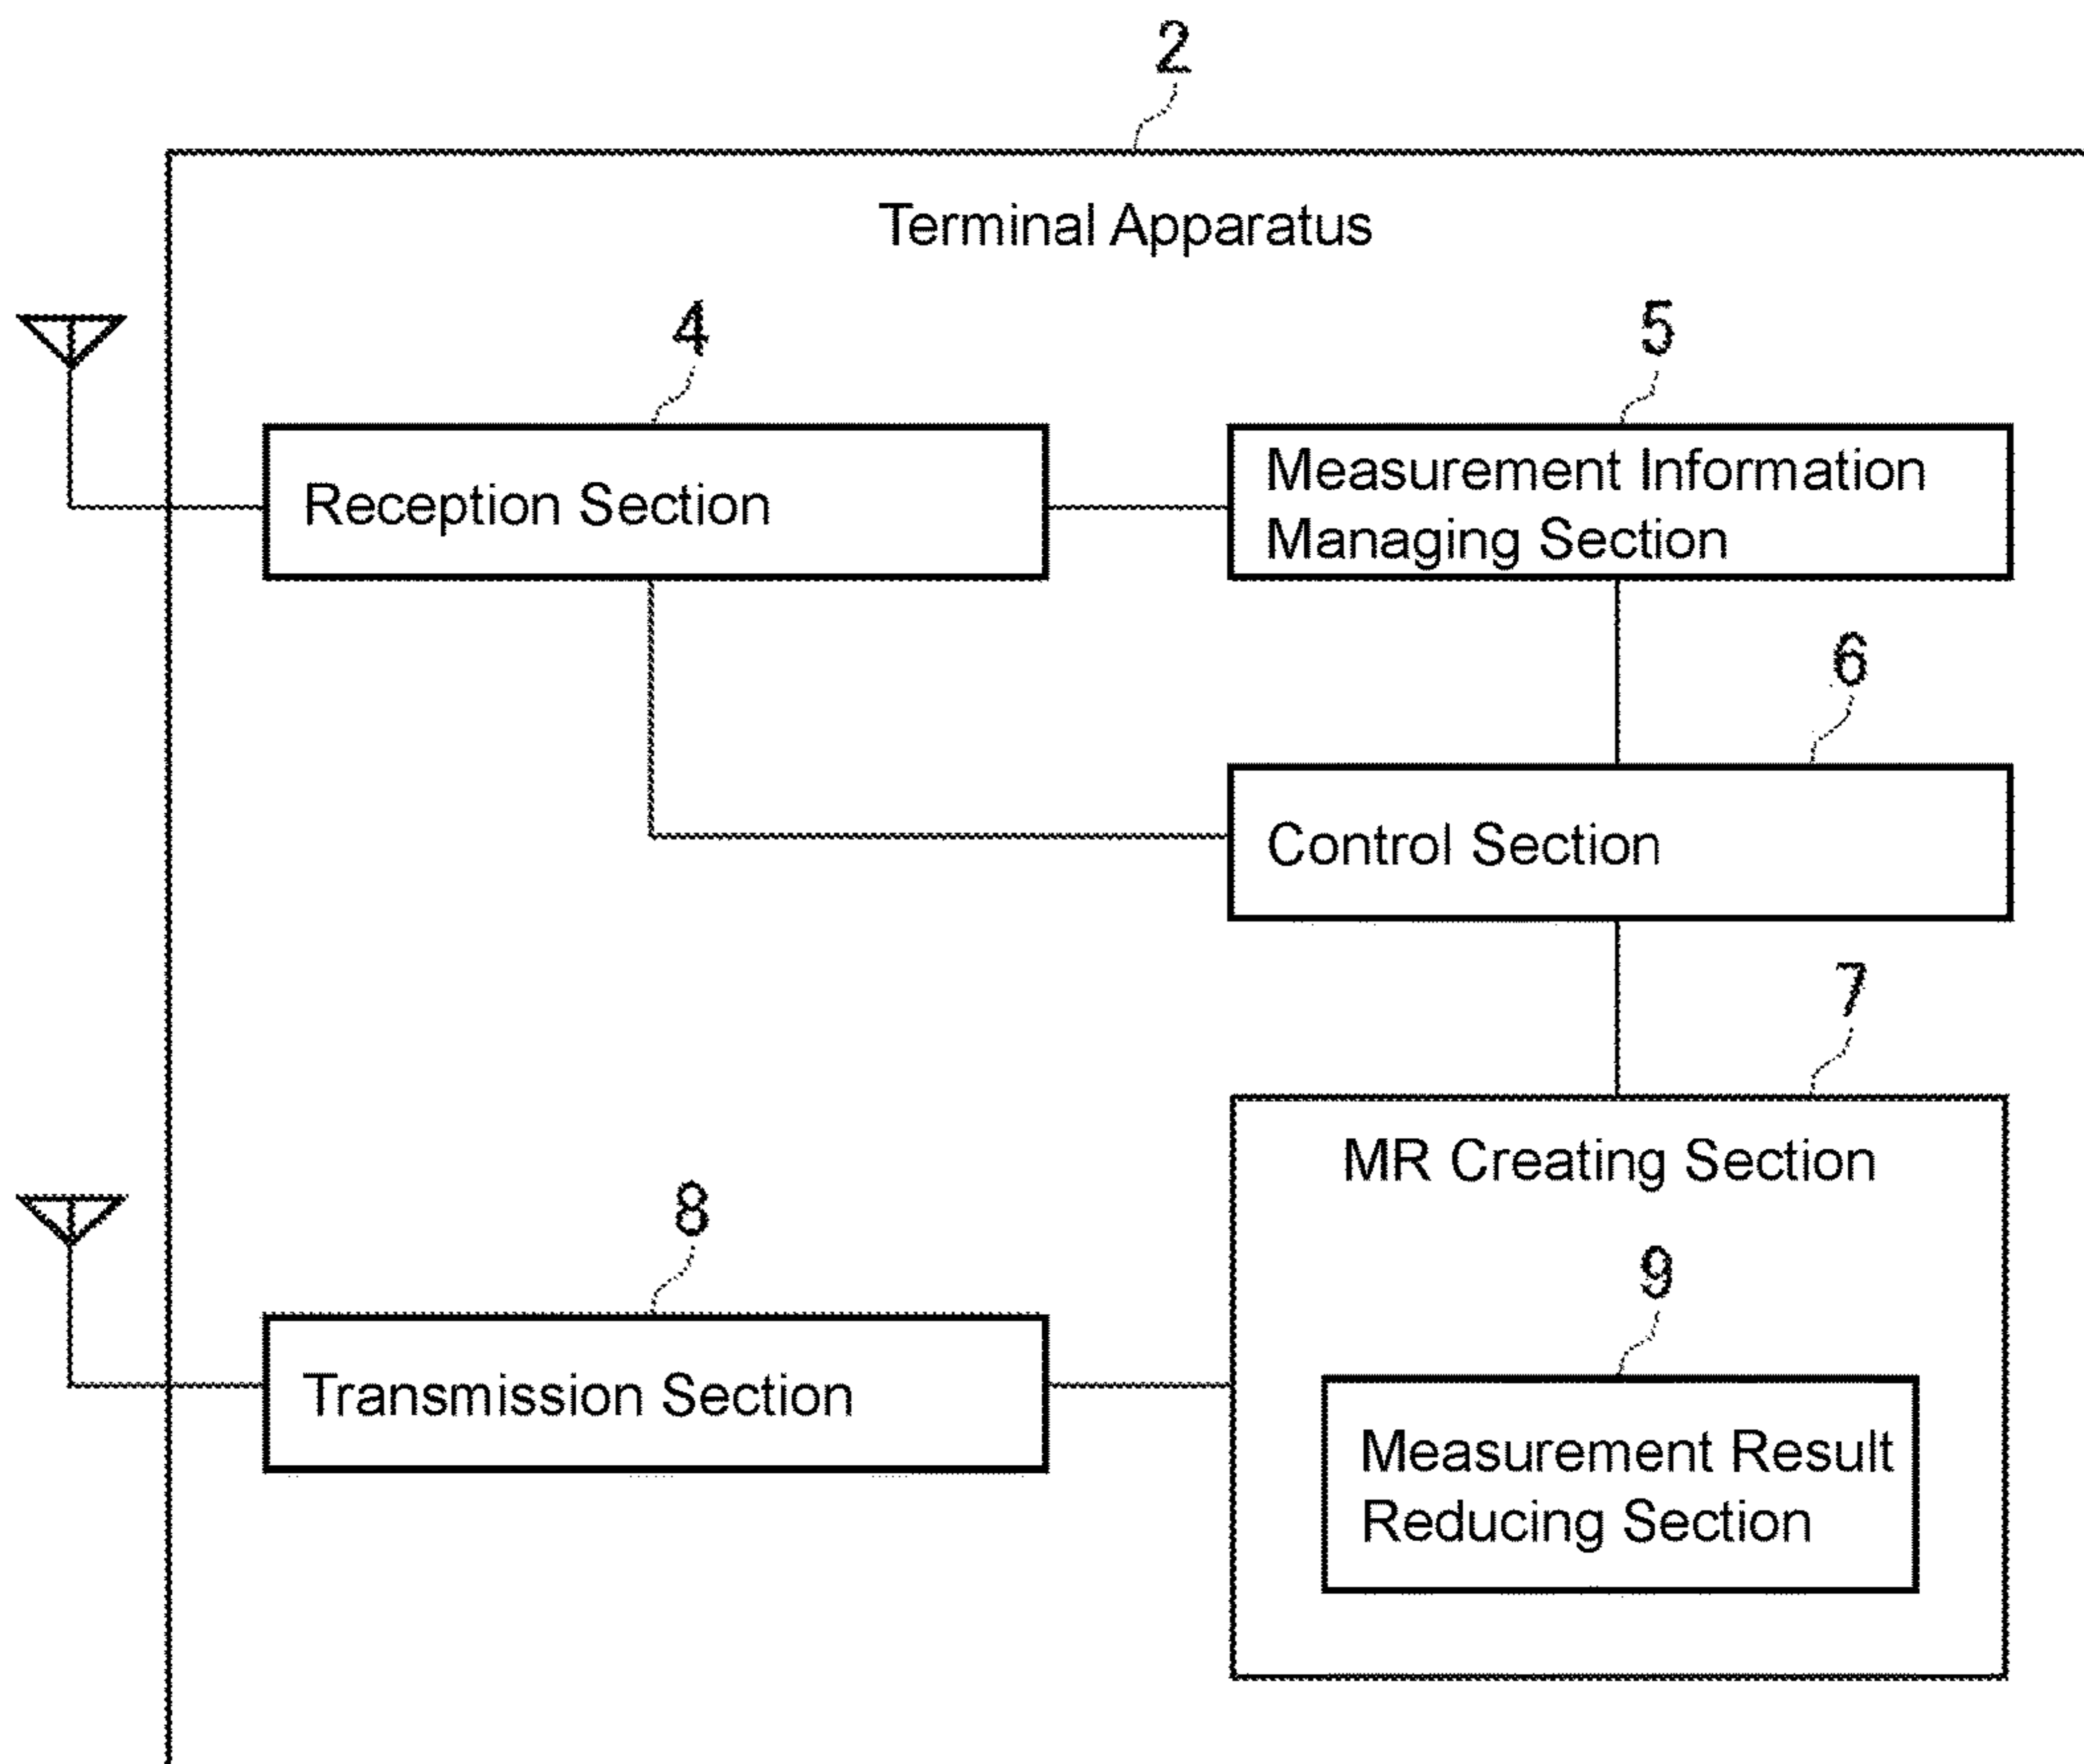 2
Terminal Apparatus
4
5
Reception Section
Measurement Information
Managing Section
6
Control Section
7
MR Creating Section
8
9
Transmission Section
Measurement Result
Reducing Section